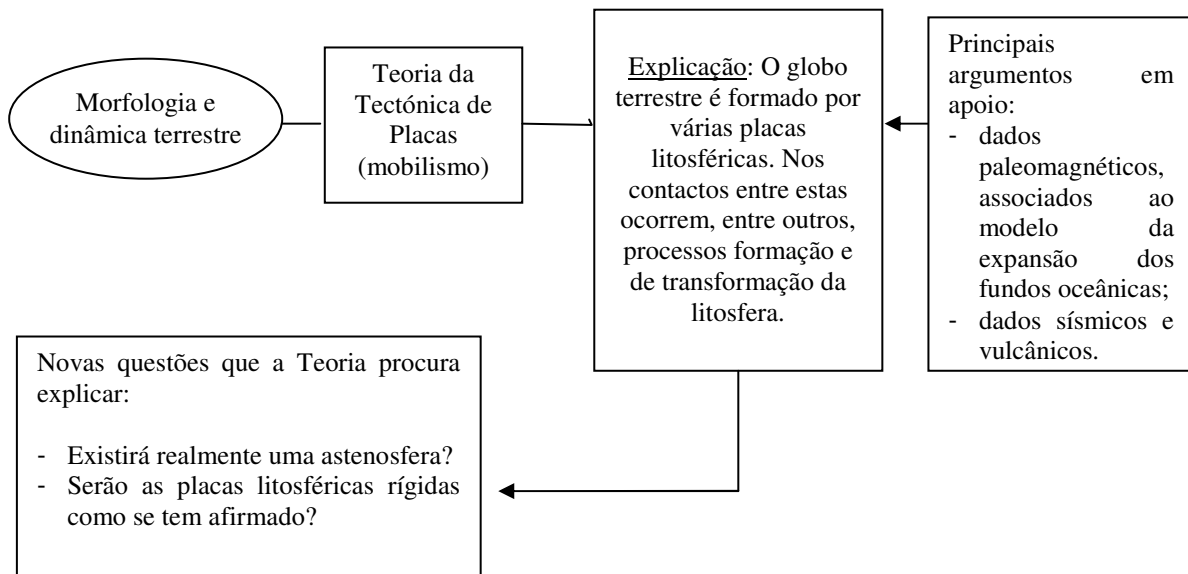 Morfologia e
dinâmica terrestre
Teoria da
Tectónica de
Placas
(mobilismo)
Explicação: O globo
terrestre é formado por
várias placas
litosféricas. Nos
contactos entre estas
ocorrem, entre outros,
processos formação e
de transformação da
litosfera.
Principais
argumentos em
apoio:
- dados
paleomagnéticos,
associados ao
modelo da
expansão dos
fundos oceânicas;
- dados sísmicos e
vulcânicos.
Novas questões que a Teoria procura
explicar:
- Existirá realmente uma astenosfera?
- Serão as placas litosféricas rígidas
como se tem afirmado?